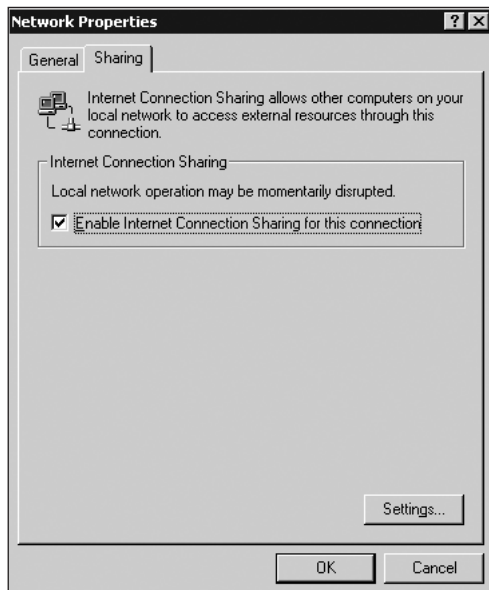 Network Properties
General Sharing
Internet Connection Sharing allows other computers on your
local network to access external resources through this
connection.
Internet Connection Sharing
Local network operation may be momentarily disrupted.
Enable Internet Connection Sharing for this connection
Settings...
OK Cancel